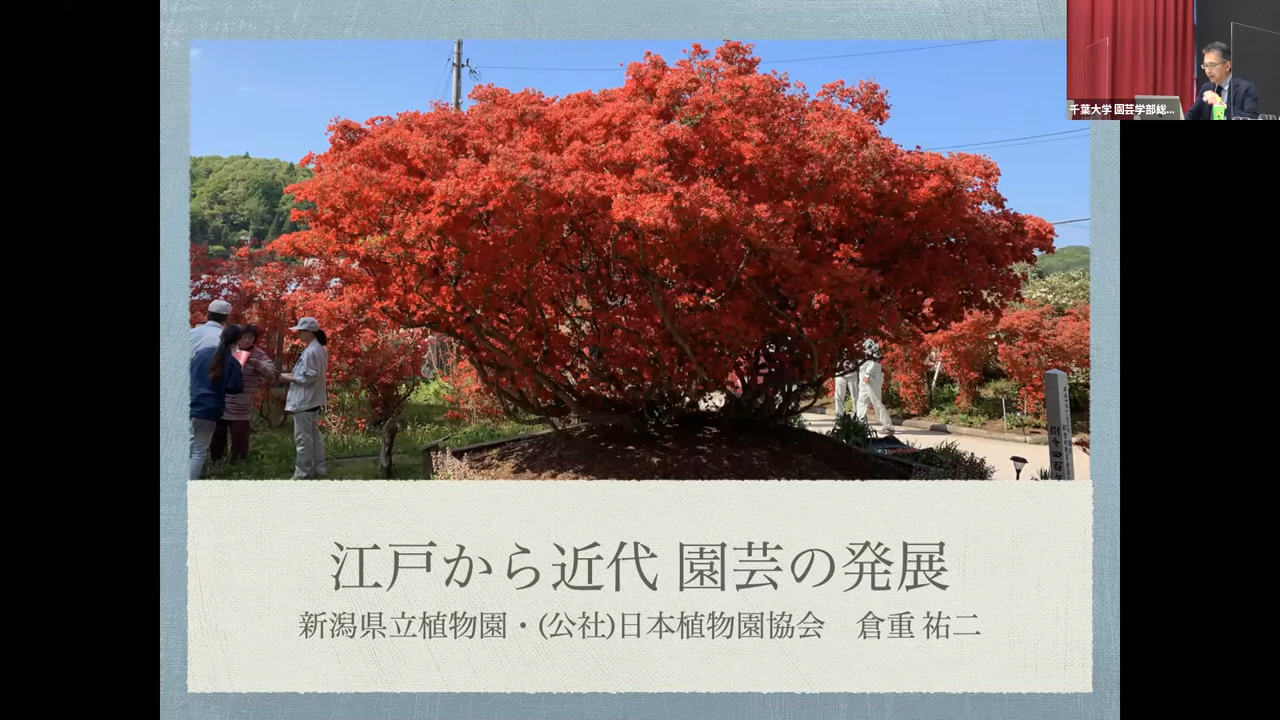 千葉大学 園芸学部総...
江戸から近代 園芸の発展
新潟県立植物園・(公社)日本植物園協会　倉重 祐二